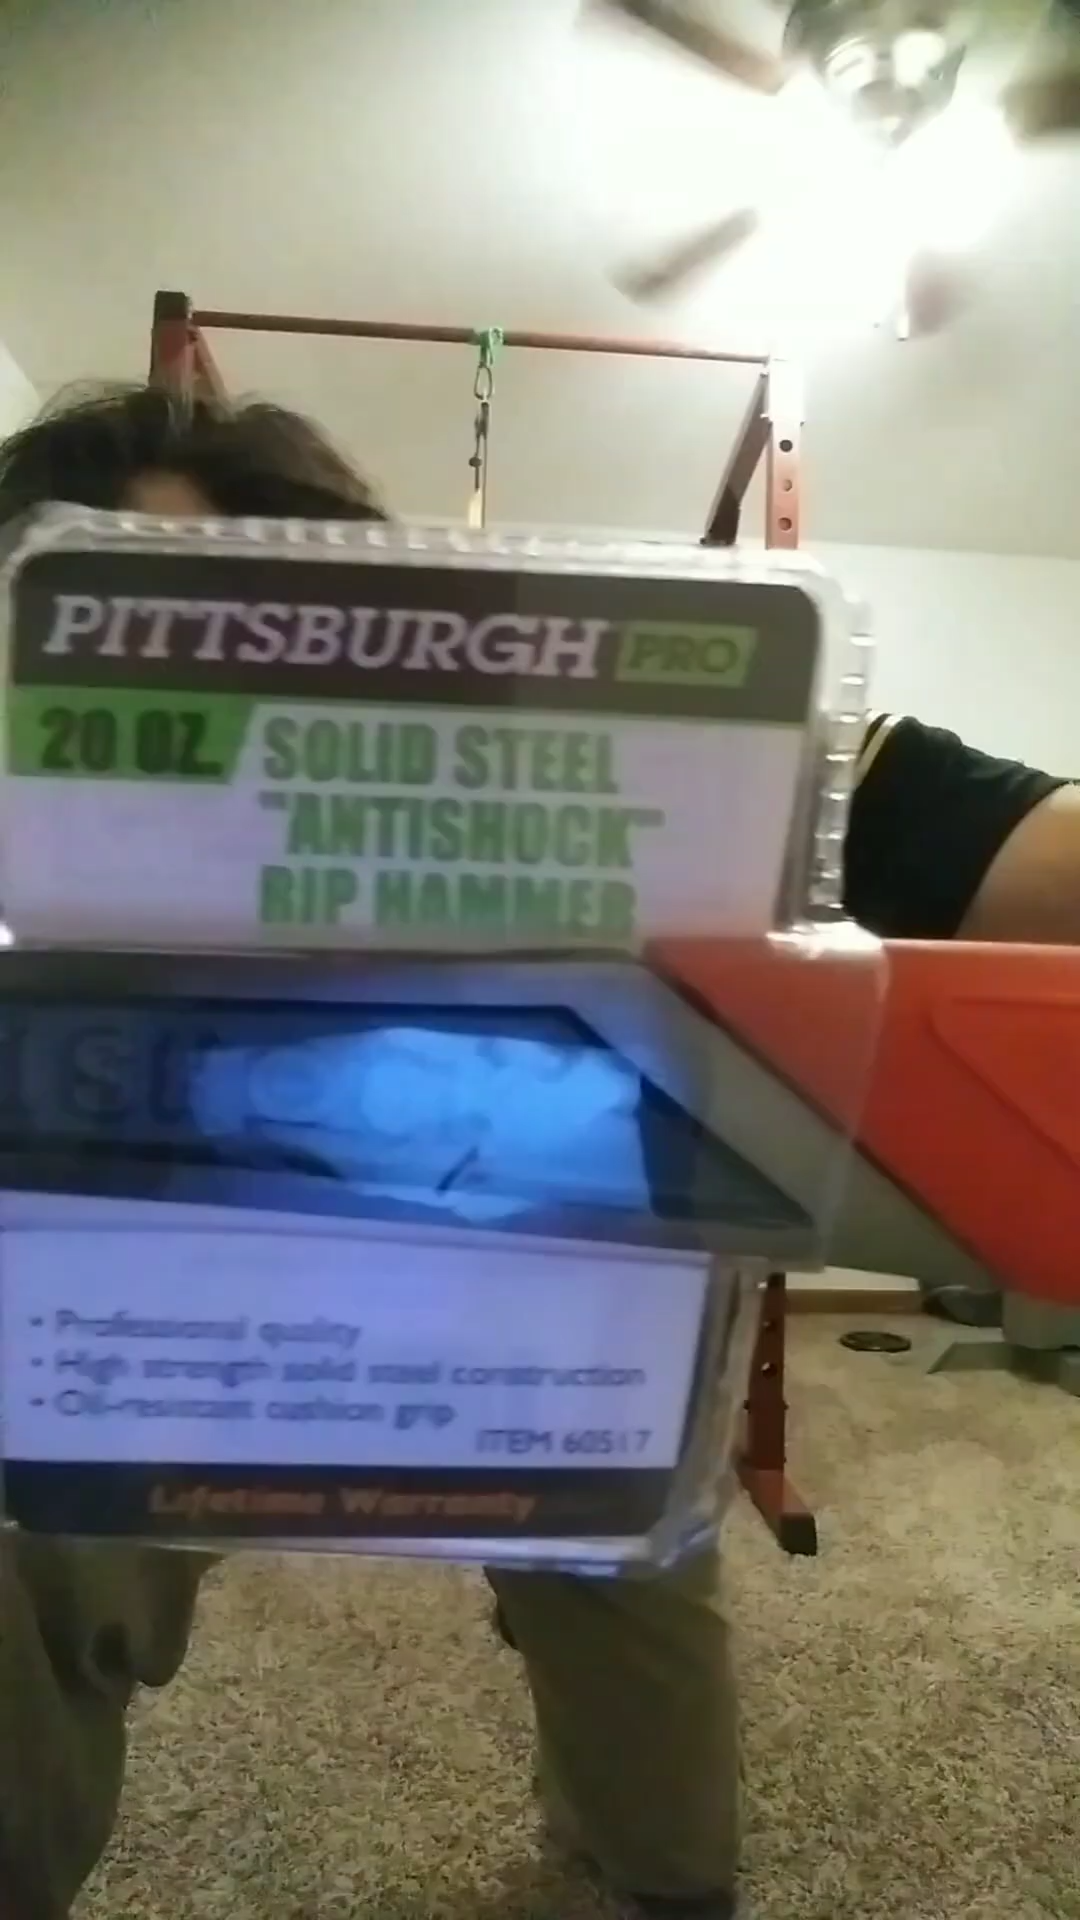 PITTSBURGH PRO
20 OZ. SOLID STEEL
"ANTISHOCK"
RIP HAMMER
• Professional quality
• High strength solid steel construction
• Oil-resistant cushion grip
ITEM 60517
Lifetime Warranty